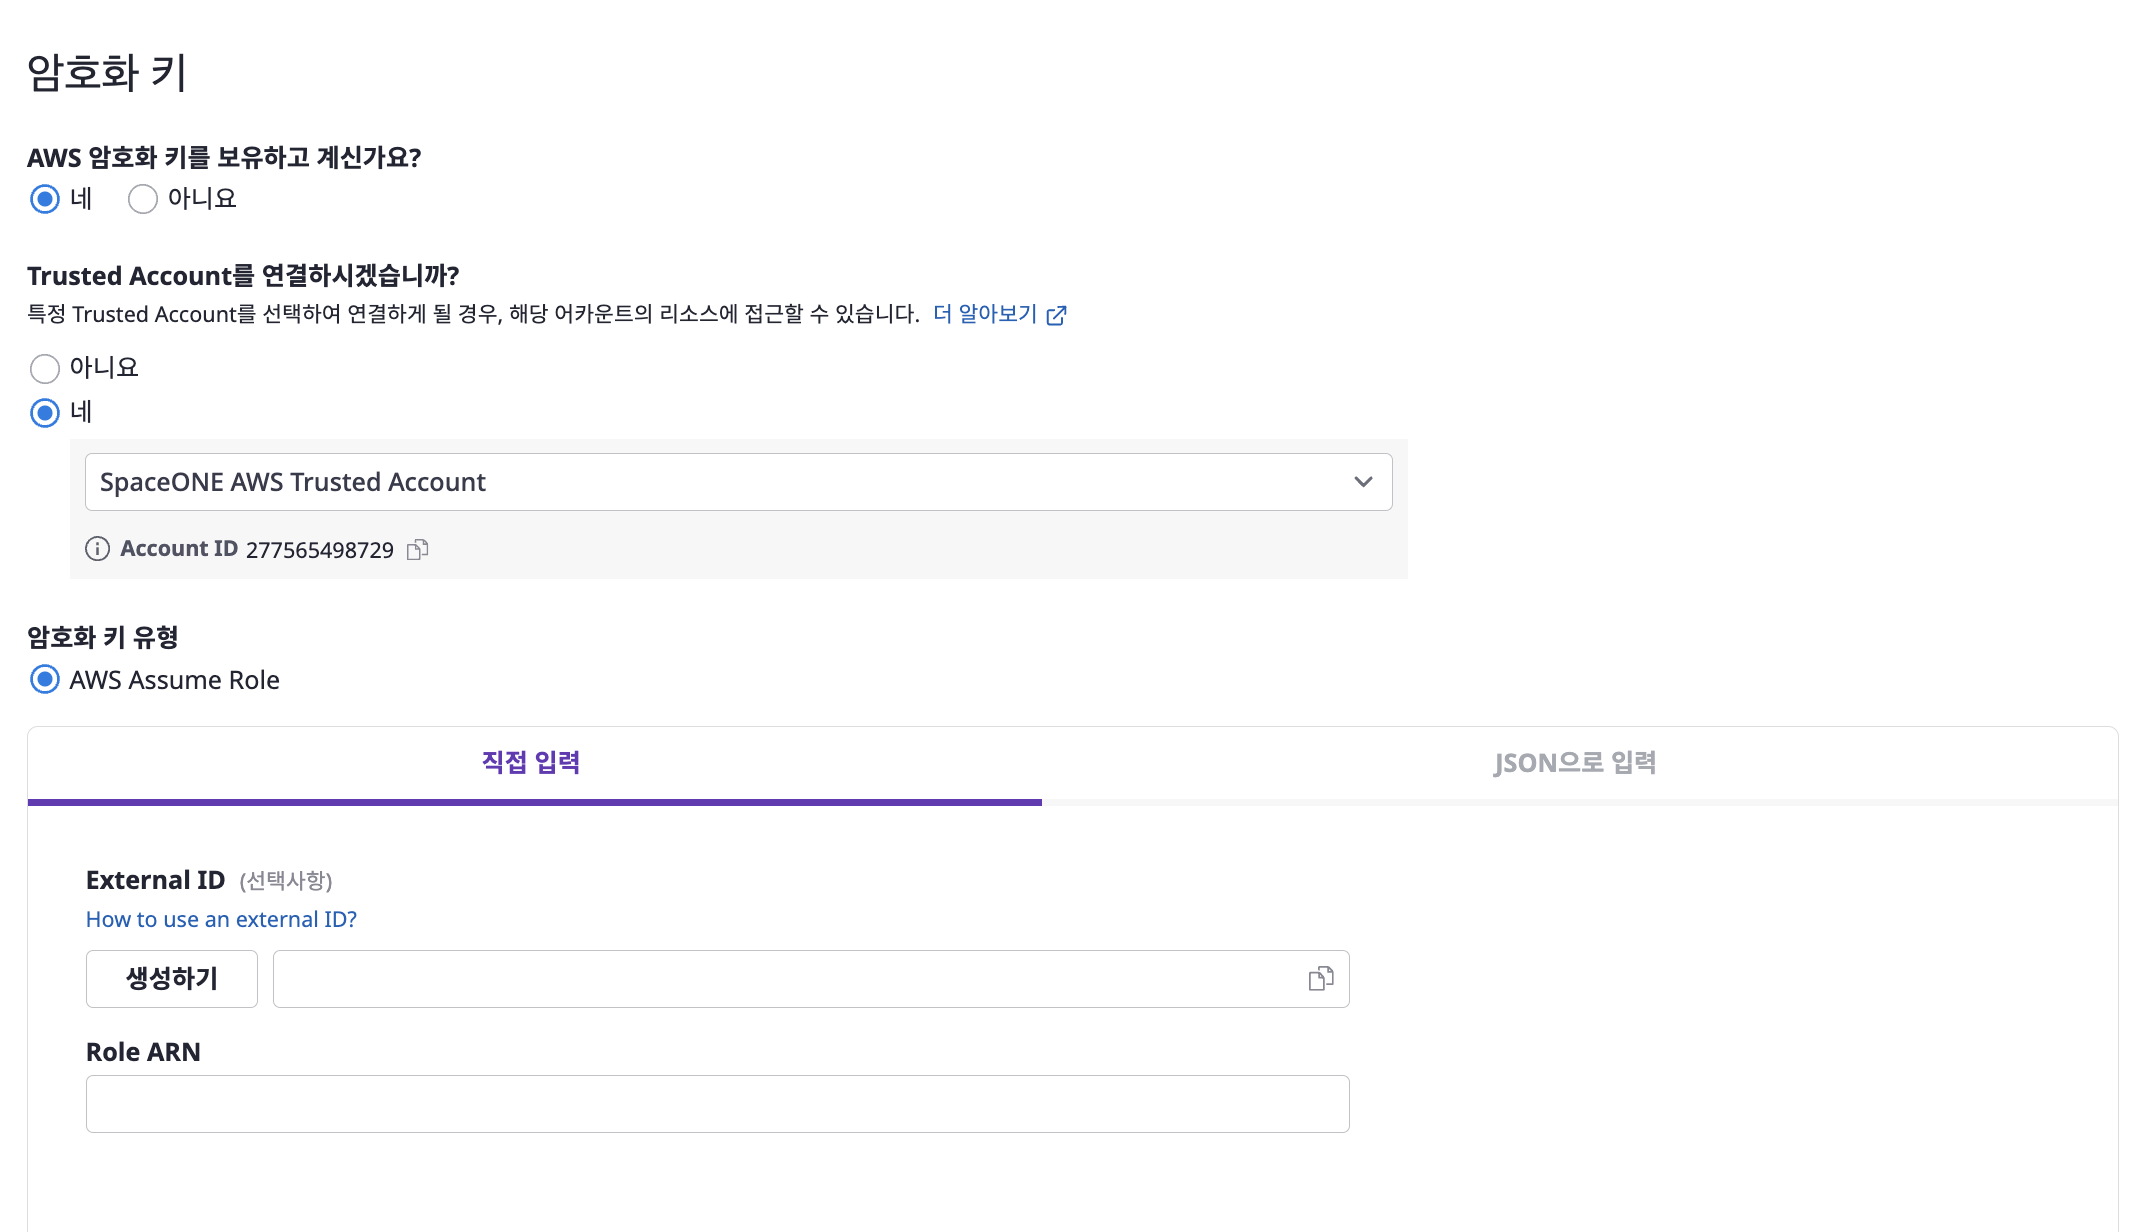 암호화 키
AWS 암호화 키를 보유하고 계신가요?
네 아니요
Trusted Account를 연결하시겠습니까?
특정 Trusted Account를 선택하여 연결하게 될 경우, 해당 어카운트의 리소스에 접근할 수 있습니다. 더 알아보기
아니요
네
SpaceONE AWS Trusted Account
Account ID 277565498729
암호화 키 유형
AWS Assume Role
직접 입력 JSON으로 입력
External ID (선택사항)
How to use an external ID?
생성하기
Role ARN